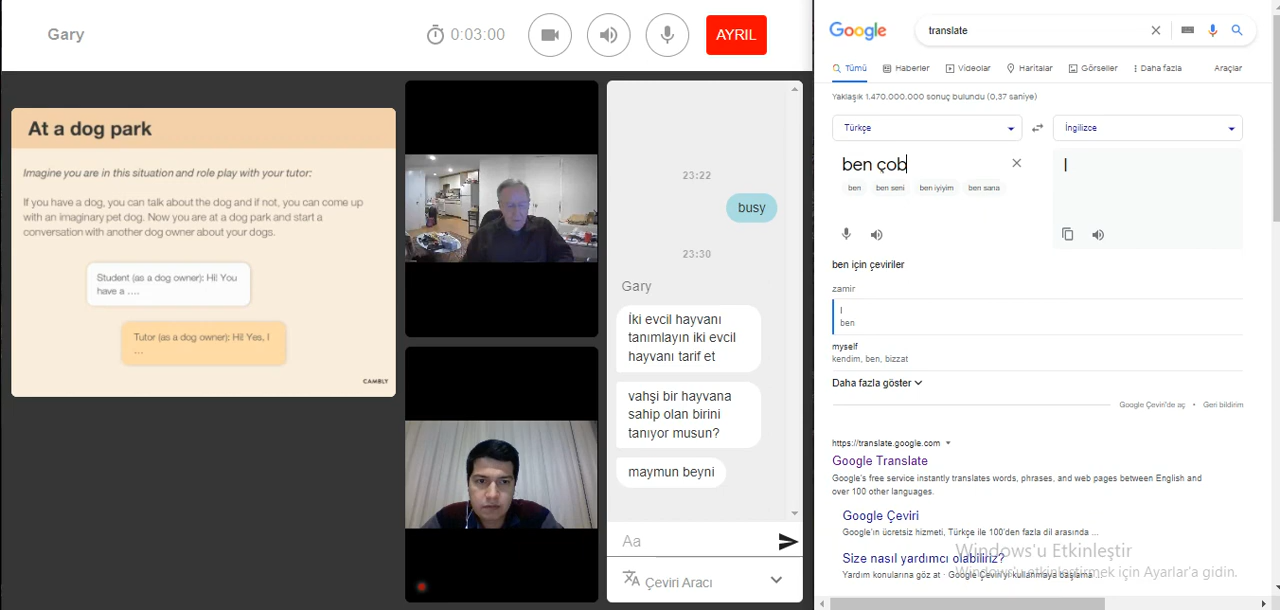 Gary
0:03:00
AYRIL
At a dog park
Imagine you are in this situation and role play with your tutor:
If you have a dog, you can talk about the dog and if not, you can come up
with an imaginary pet dog. Now you are at a dog park and start a
conversation with another dog owner about your dogs.
Student (as a dog owner): Hi! You
have a ....
Tutor (as a dog owner): Hi! Yes, I
...
CAMBLY
23:22
busy
23:30
Gary
İki evcil hayvanı
tanımlayın iki evcil
hayvanı tarif et
vahşi bir hayvana
sahip olan birini
tanıyor musun?
maymun beyni
Aa
Çeviri Aracı
Google
translate
Tümü
Haberler
Videolar
Haritalar
Görseller
Daha fazla
Araçlar
Yaklaşık 1.470.000.000 sonuç bulundu (0,37 saniye)
Türkçe
İngilizce
ben çob
I
ben
ben seni
ben iyiyim
ben sana
ben için çeviriler
zamir
I
ben
myself
kendim, ben, bizzat
Daha fazla göster
Google Çeviri'de aç • Geri bildirim
https://translate.google.com
Google Translate
Google's free service instantly translates words, phrases, and web pages between English and
over 100 other languages.
Google Çeviri
Google'ın ücretsiz hizmeti, Türkçe ile 100'den fazla dil arasında ...
Size nasıl yardımcı olabiliriz?
Yardım konularına göz at - Google Çeviri'yi kullanmaya başlama ...
Windows'u Etkinleştir
Windows'u etkinleştirmek için Ayarlar'a gidin.